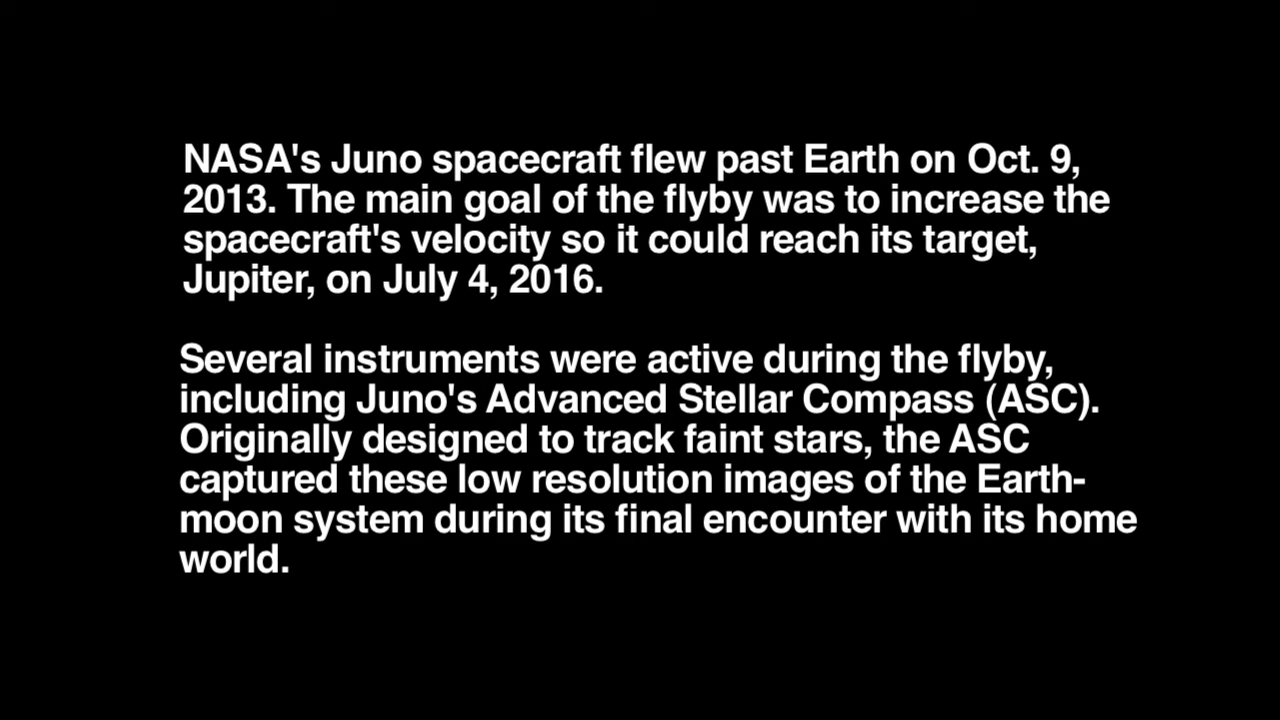 NASA's Juno spacecraft flew past Earth on Oct. 9,
2013. The main goal of the flyby was to increase the
spacecraft's velocity so it could reach its target,
Jupiter, on July 4, 2016.
Several instruments were active during the flyby,
including Juno's Advanced Stellar Compass (ASC).
Originally designed to track faint stars, the ASC
captured these low resolution images of the Earth-
moon system during its final encounter with its home
world.